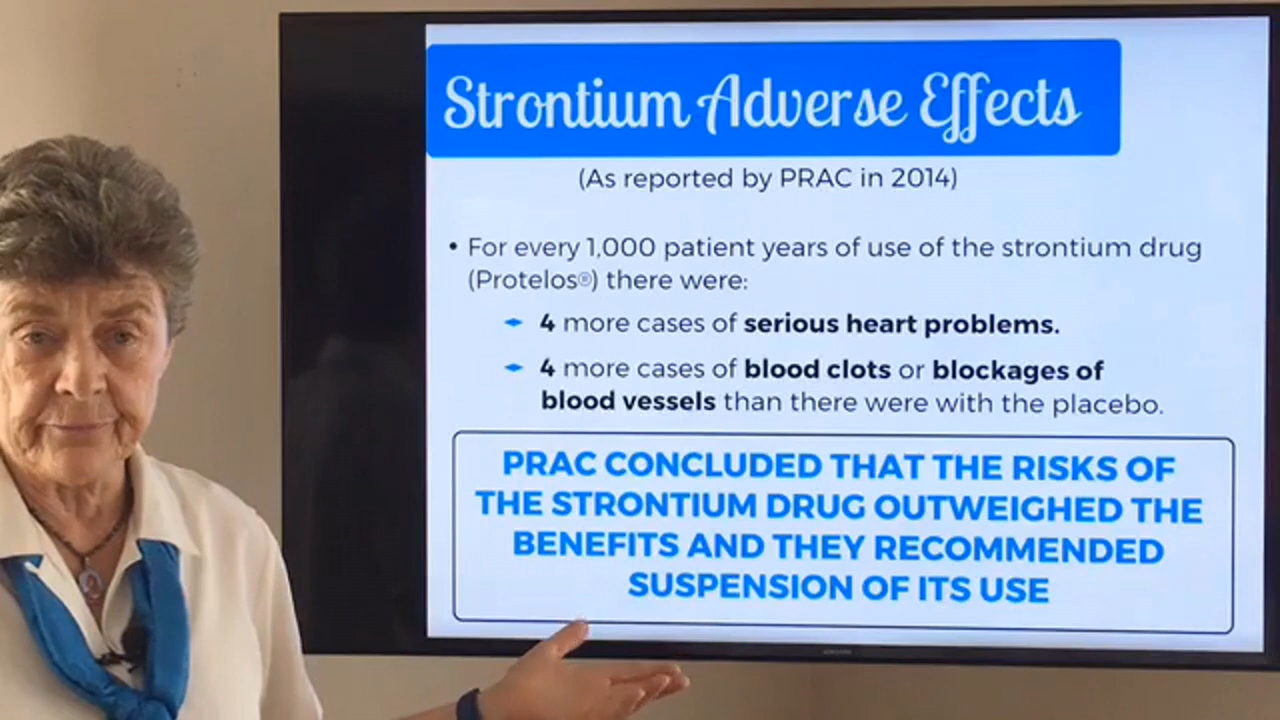 Strontium Adverse Effects
(As reported by PRAC in 2014)
• For every 1,000 patient years of use of the strontium drug
(Protelos®) there were:
4 more cases of serious heart problems.
4 more cases of blood clots or blockages of
blood vessels than there were with the placebo.
PRAC CONCLUDED THAT THE RISKS OF
THE STRONTIUM DRUG OUTWEIGHED THE
BENEFITS AND THEY RECOMMENDED
SUSPENSION OF ITS USE